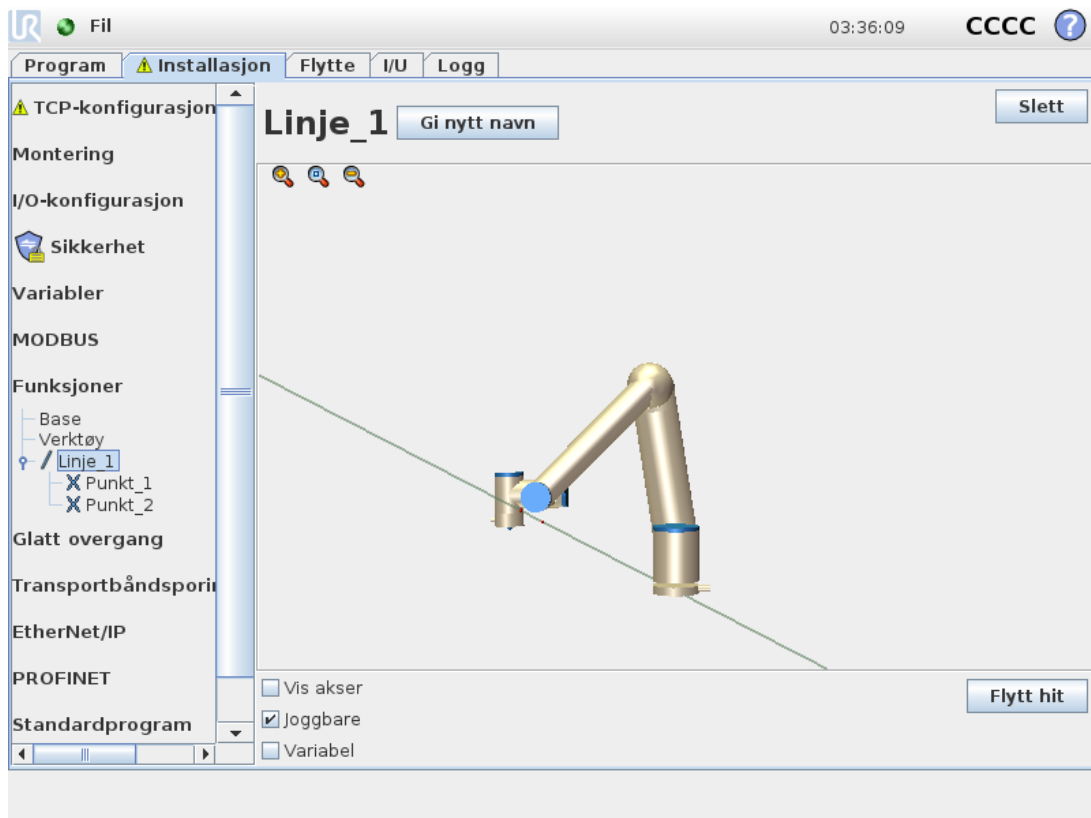 UR
Fil
03:36:09
CCCC
?
Program
Installasjon
Flytte
I/U
Logg
TCP-konfigurasjon
Montering
I/O-konfigurasjon
Sikkerhet
Variabler
MODBUS
Funksjoner
Base
Verktøy
Linje_1
Punkt_1
Punkt_2
Glatt overgang
Transportbåndspori
EtherNet/IP
PROFINET
Standardprogram
Linje_1
Gi nytt navn
Slett
Vis akser
Joggbare
Variabel
Flytt hit